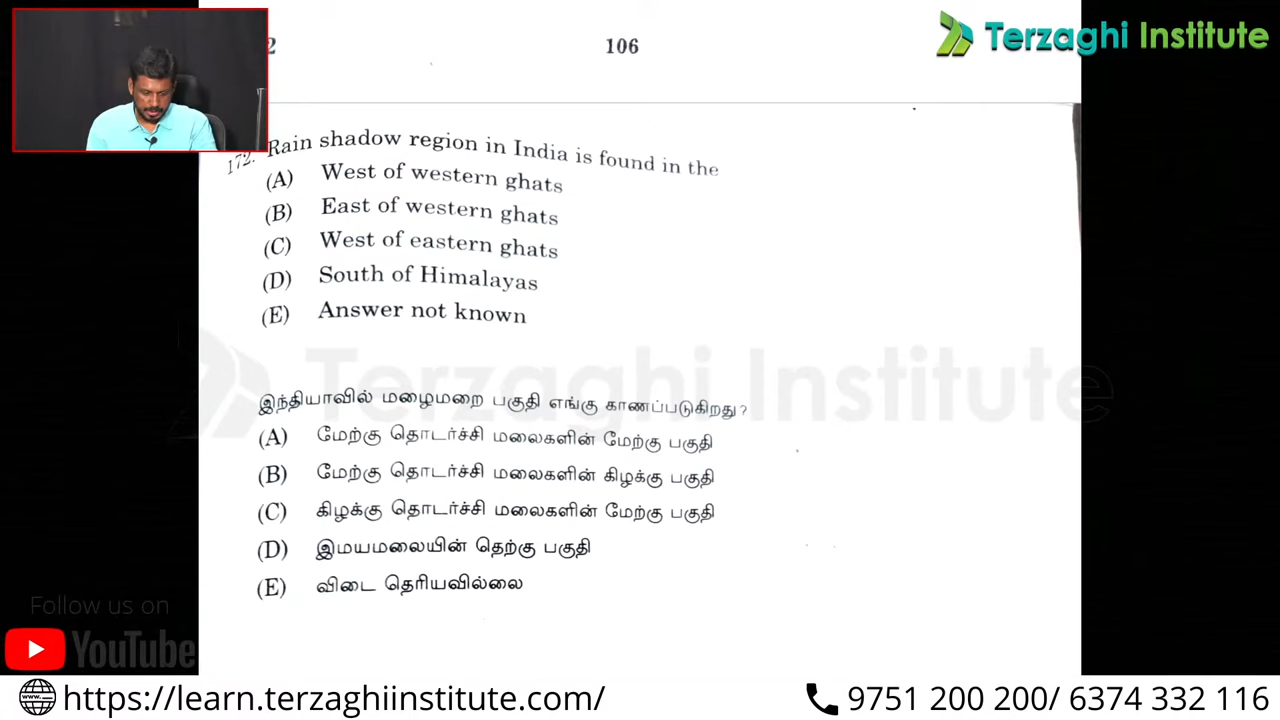 2
106
Terzaghi Institute
172. Rain shadow region in India is found in the
(A) West of western ghats
(B) East of western ghats
(C) West of eastern ghats
(D) South of Himalayas
(E) Answer not known
Terzaghi Institute
இந்தியாவில் மழைமறை பகுதி எங்கு காணப்படுகிறது?
(A) மேற்கு தொடர்ச்சி மலைகளின் மேற்கு பகுதி
(B) மேற்கு தொடர்ச்சி மலைகளின் கிழக்கு பகுதி
(C) கிழக்கு தொடர்ச்சி மலைகளின் மேற்கு பகுதி
(D) இமயமலையின் தெற்கு பகுதி
(E) விடை தெரியவில்லை
Follow us on
YouTube
https://learn.terzaghiinstitute.com/
9751 200 200/ 6374 332 116